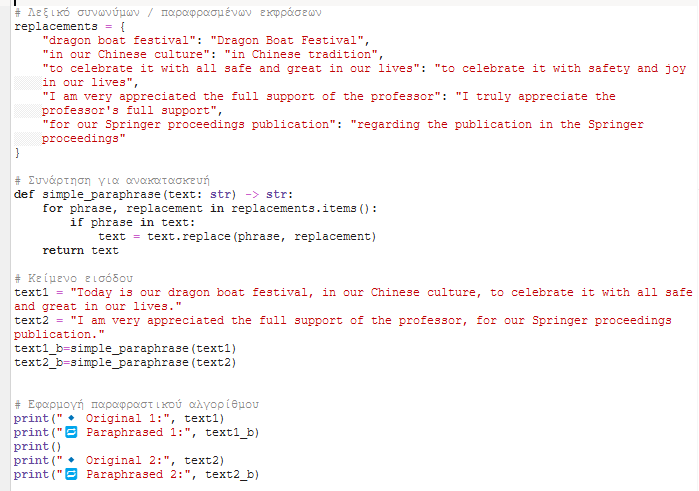 # Λεξικό συνωνύμων / παραφρασμένων εκφράσεων
replacements = {
    "dragon boat festival": "Dragon Boat Festival",
    "in our Chinese culture": "in Chinese tradition",
    "to celebrate it with all safe and great in our lives": "to celebrate it with safety and joy
    in our lives",
    "I am very appreciated the full support of the professor": "I truly appreciate the
    professor's full support",
    "for our Springer proceedings publication": "regarding the publication in the Springer
    proceedings"
}
# Συνάρτηση για ανακατασκευή
def simple_paraphrase(text: str) -> str:
    for phrase, replacement in replacements.items():
        if phrase in text:
            text = text.replace(phrase, replacement)
    return text
# Κείμενο εισόδου
text1 = "Today is our dragon boat festival, in our Chinese culture, to celebrate it with all safe
and great in our lives."
text2 = "I am very appreciated the full support of the professor, for our Springer proceedings
publication."
text1_b=simple_paraphrase(text1)
text2_b=simple_paraphrase(text2)
# Εφαρμογή παραφραστικού αλγορίθμου
print("🔹 Original 1:", text1)
print("🔁 Paraphrased 1:", text1_b)
print()
print("🔹 Original 2:", text2)
print("🔁 Paraphrased 2:", text2_b)